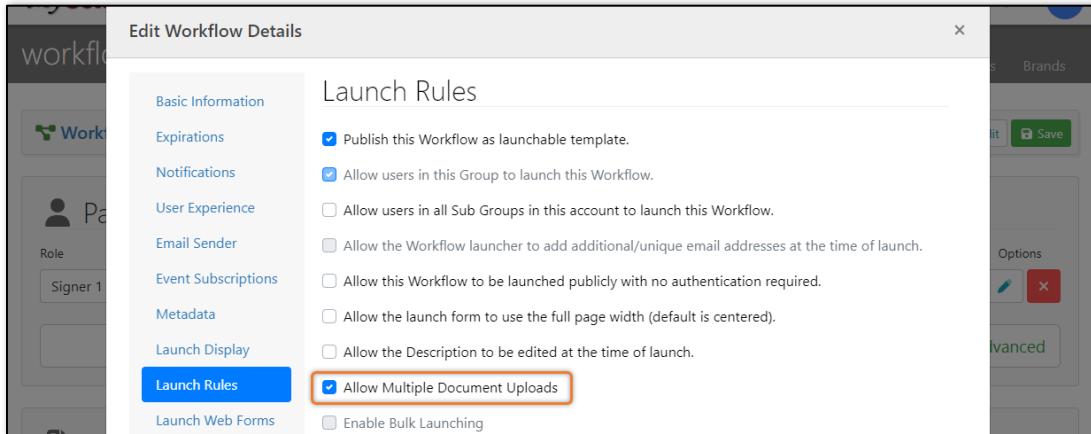 Edit Workflow Details ×
workflo
s Brands
Basic Information
Expirations
Notifications
User Experience
Email Sender
Event Subscriptions
Metadata
Launch Display
Launch Rules
Launch Web Forms
Launch Rules
Publish this Workflow as launchable template.
Allow users in this Group to launch this Workflow.
Allow users in all Sub Groups in this account to launch this Workflow.
Allow the Workflow launcher to add additional/unique email addresses at the time of launch.
Allow this Workflow to be launched publicly with no authentication required.
Allow the launch form to use the full page width (default is centered).
Allow the Description to be edited at the time of launch.
Allow Multiple Document Uploads
Enable Bulk Launching
Work
Pa
Role
Signer 1
dit Save
Options
×
dvanced